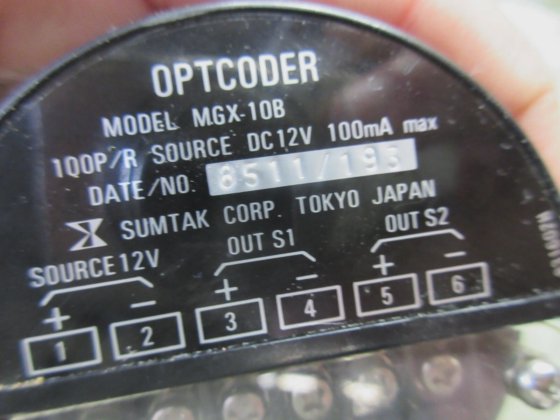 OPTCODER
MODEL MGX-10B
100P/R SOURCE DC12V 100mA max
DATE/NO. 8511/193
SUMTAK CORP. TOKYO JAPAN
SOURCE 12V OUT S1 OUT S2
+ - + - + -
1 2 3 4 5 6